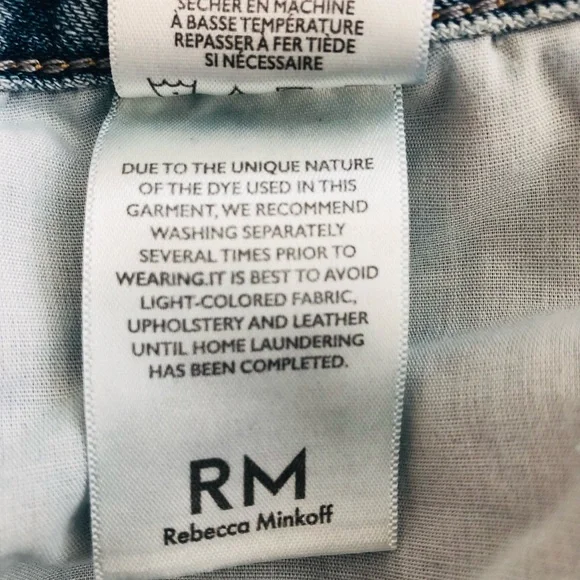 SÉCHER EN MACHINE
À BASSE TEMPÉRATURE
REPASSER À FER TIÈDE
SI NÉCESSAIRE
DUE TO THE UNIQUE NATURE
OF THE DYE USED IN THIS
GARMENT, WE RECOMMEND
WASHING SEPARATELY
SEVERAL TIMES PRIOR TO
WEARING.IT IS BEST TO AVOID
LIGHT-COLORED FABRIC,
UPHOLSTERY AND LEATHER
UNTIL HOME LAUNDERING
HAS BEEN COMPLETED.
RM
Rebecca Minkoff